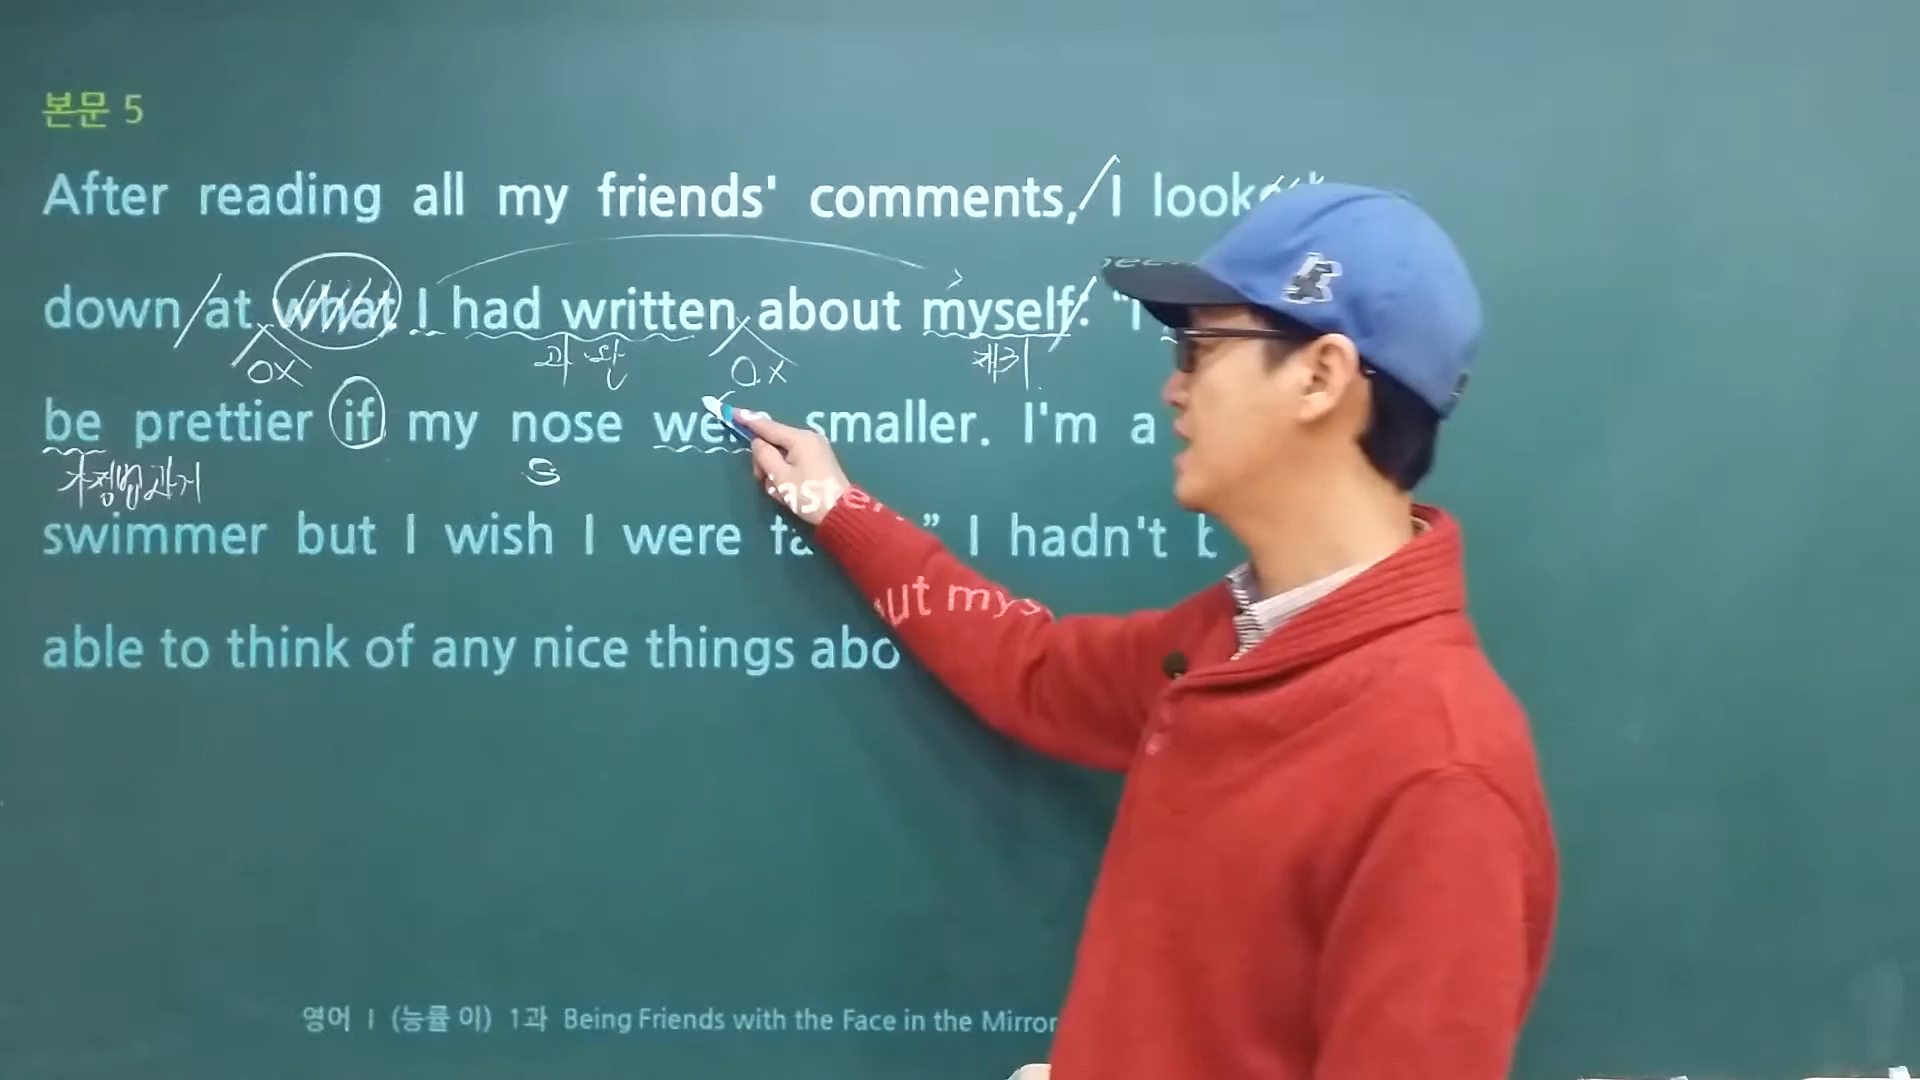 본문 5
After reading all my friends' comments, I look
down at what I had written about myself: "I
OX 과 완 OX 재귀
be prettier if my nose were smaller. I'm a
가정법과거 S
swimmer but I wish I were faster." I hadn't b
able to think of any nice things about mys
영어 I (능률 이) 1과 Being Friends with the Face in the Mirror